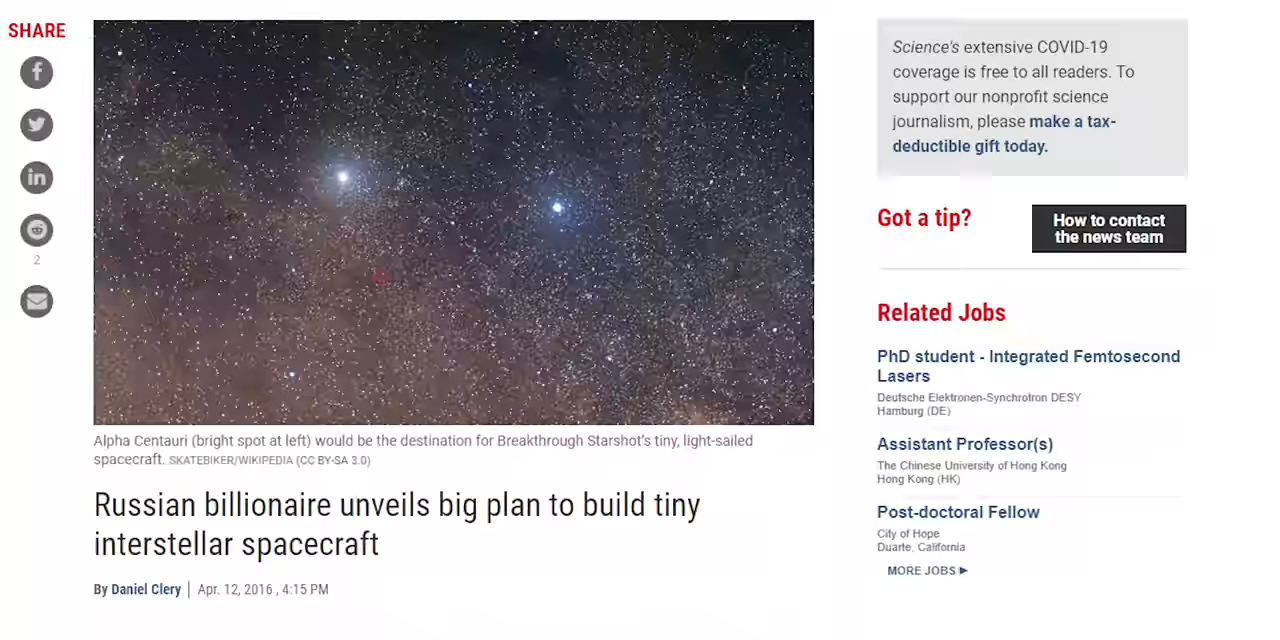 SHARE
2
Alpha Centauri (bright spot at left) would be the destination for Breakthrough Starshot's tiny, light-sailed
spacecraft. SKATEBIKER/WIKIPEDIA (CC BY-SA 3.0)
Russian billionaire unveils big plan to build tiny
interstellar spacecraft
By Daniel Clery | Apr. 12, 2016 , 4:15 PM
Science's extensive COVID-19
coverage is free to all readers. To
support our nonprofit science
journalism, please make a tax-
deductible gift today.
Got a tip?
How to contact
the news team
Related Jobs
PhD student - Integrated Femtosecond
Lasers
Deutsche Elektronen-Synchrotron DESY
Hamburg (DE)
Assistant Professor(s)
The Chinese University of Hong Kong
Hong Kong (HK)
Post-doctoral Fellow
City of Hope
Duarte, California
MORE JOBS ►